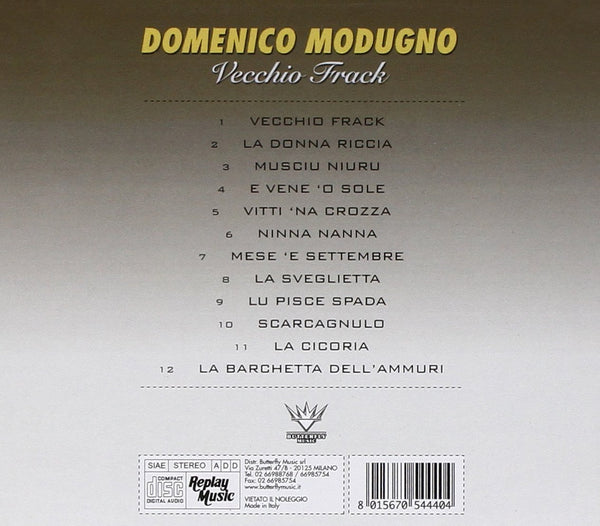 DOMENICO MODUGNO
Vecchio Frack
1 VECCHIO FRACK
2 LA DONNA RICCIA
3 MUSCIU NIURU
4 E VENE 'O SOLE
5 VITTI 'NA CROZZA
6 NINNA NANNA
7 MESE 'E SETTEMBRE
8 LA SVEGLIETTA
9 LU PISCE SPADA
10 SCARCAGNULO
11 LA CICORIA
12 LA BARCHETTA DELL'AMMURI
BUTTERFLY
MUSIC
SIAE STEREO ADD
COMPACT
disc
DIGITAL AUDIO
Replay
Music
Distr. Butterfly Music srl
Via Zuretti 47/B - 20125 MILANO
Tel. 02 66988768 / 66985754
Fax: 02 66985754
www.butterflymusic.it
VIETATO IL NOLEGGIO
Made in Italy
8 015670 544404